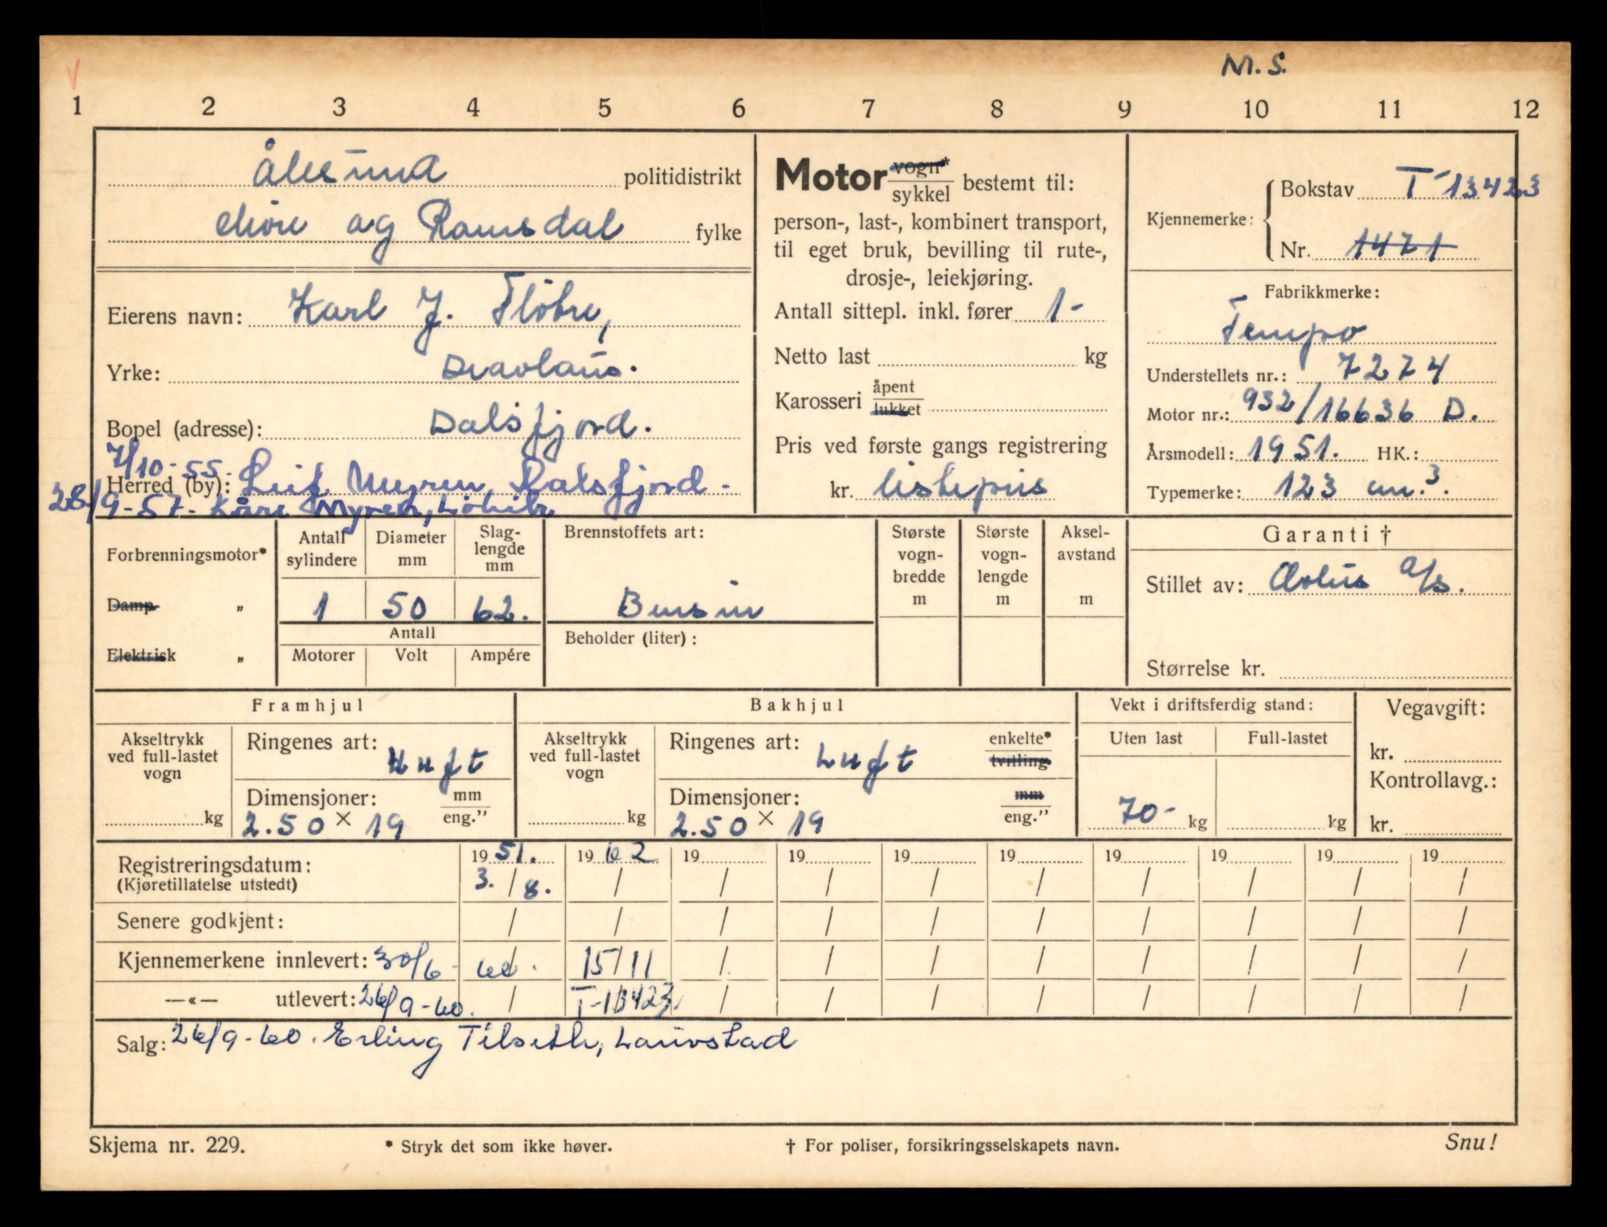 M.S.
1 2 3 4 5 6 7 8 9 10 11 12
Ålesund politidistrikt
Møre og Romsdal fylke
Eierens navn: Karl J. Fløtre,
Yrke: Dravlaus.
Bopel (adresse): Dalsfjord.
7/10-55. Leif Myren, Dalsfjord-
Herred (by):
28/9-57. Kåre Myren,
Motor vogn*
sykkel bestemt til:
person-, last-, kombinert transport,
til eget bruk, bevilling til rute-,
drosje-, leiekjøring.
Antall sittepl. inkl. fører 1-
Netto last kg
Karosseri åpent
lukket
Pris ved første gangs registrering
kr. listepris
Kjennemerke: Bokstav T-13423
Nr. 1471
Fabrikkmerke:
Tempo
Understellets nr.: 7274
Motor nr.: 932/16636 D.
Årsmodell: 1951. HK.:
Typemerke: 123 cm.3.
Forbrenningsmotor*
Damp "
Elektrisk "
Antall sylindere Diameter mm Slag-lengde mm
1 50 62.
Antall
Motorer Volt Ampére
Brennstoffets art:
Bensin
Beholder (liter):
Største vogn-bredde m
Største vogn-lengde m
Aksel-avstand m
Garanti †
Stillet av: Æolus A/s.
Størrelse kr.
Framhjul
Akseltrykk ved full-lastet vogn
kg
Ringenes art: Luft
Dimensjoner: mm
2.50 x 19 eng."
Bakhjul
Akseltrykk ved full-lastet vogn
kg
Ringenes art: Luft enkelte*
tvilling
Dimensjoner: mm
2.50 x 19 eng."
Vekt i driftsferdig stand:
Uten last Full-lastet
70- kg kg
Vegavgift:
kr.
Kontrollavg.:
kr.
Registreringsdatum: 19 51. 19 62 19 19 19 19 19 19 19 19
(Kjøretillatelse utstedt) 3. / 8. / / / / / / / / /
Senere godkjent: / / / / / / / / / /
Kjennemerkene innlevert: 30/6-60. 15/11 / / / / / / / /
—«— utlevert: 26/9-60. / T-13423 / / / / / / / /
Salg: 26/9-60. Erling Tilseth, Lauvstad
Skjema nr. 229.
* Stryk det som ikke høver.
† For poliser, forsikringsselskapets navn.
Snu!